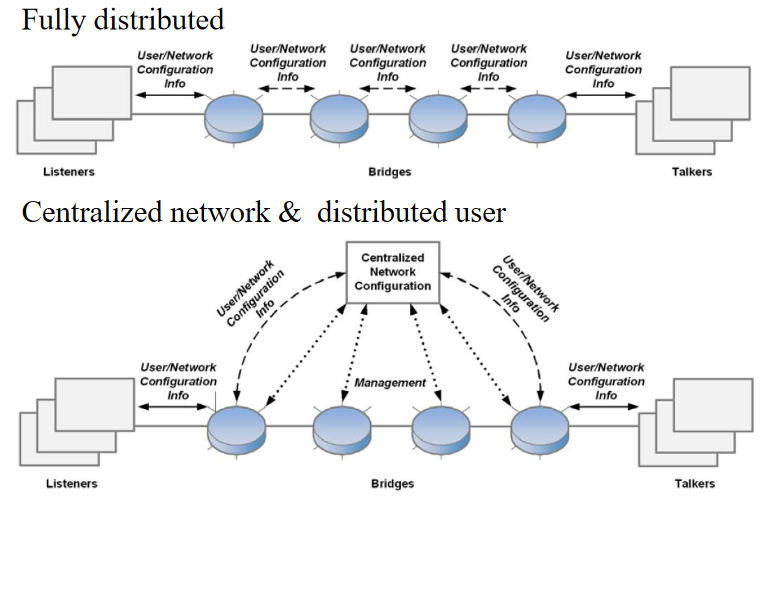 Fully distributed
User/Network
Configuration
Info
User/Network
Configuration
Info
User/Network
Configuration
Info
User/Network
Configuration
Info
User/Network
Configuration
Info
Listeners
Bridges
Talkers
Centralized network & distributed user
Centralized
Network
Configuration
User/Network
Configuration
Info
User/Network
Configuration
Info
User/Network
Configuration
Info
Management
User/Network
Configuration
Info
Listeners
Bridges
Talkers